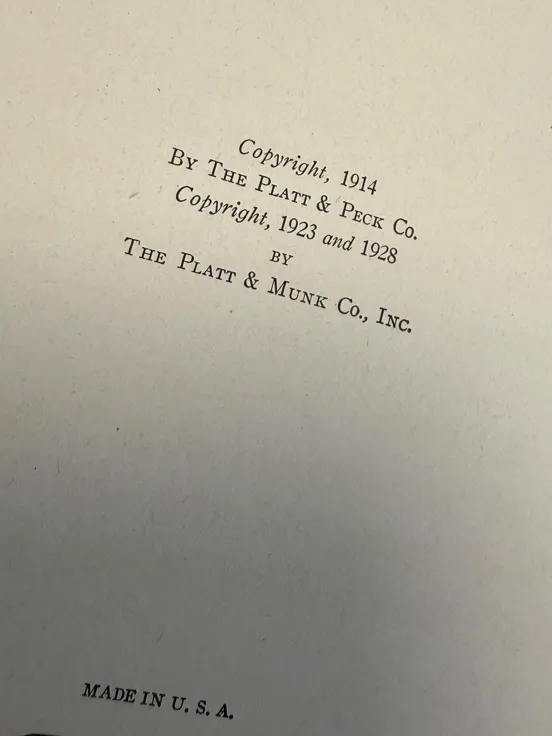 Copyright, 1914
By The Platt & Peck Co.
Copyright, 1923 and 1928
BY
The Platt & Munk Co., Inc.
MADE IN U. S. A.